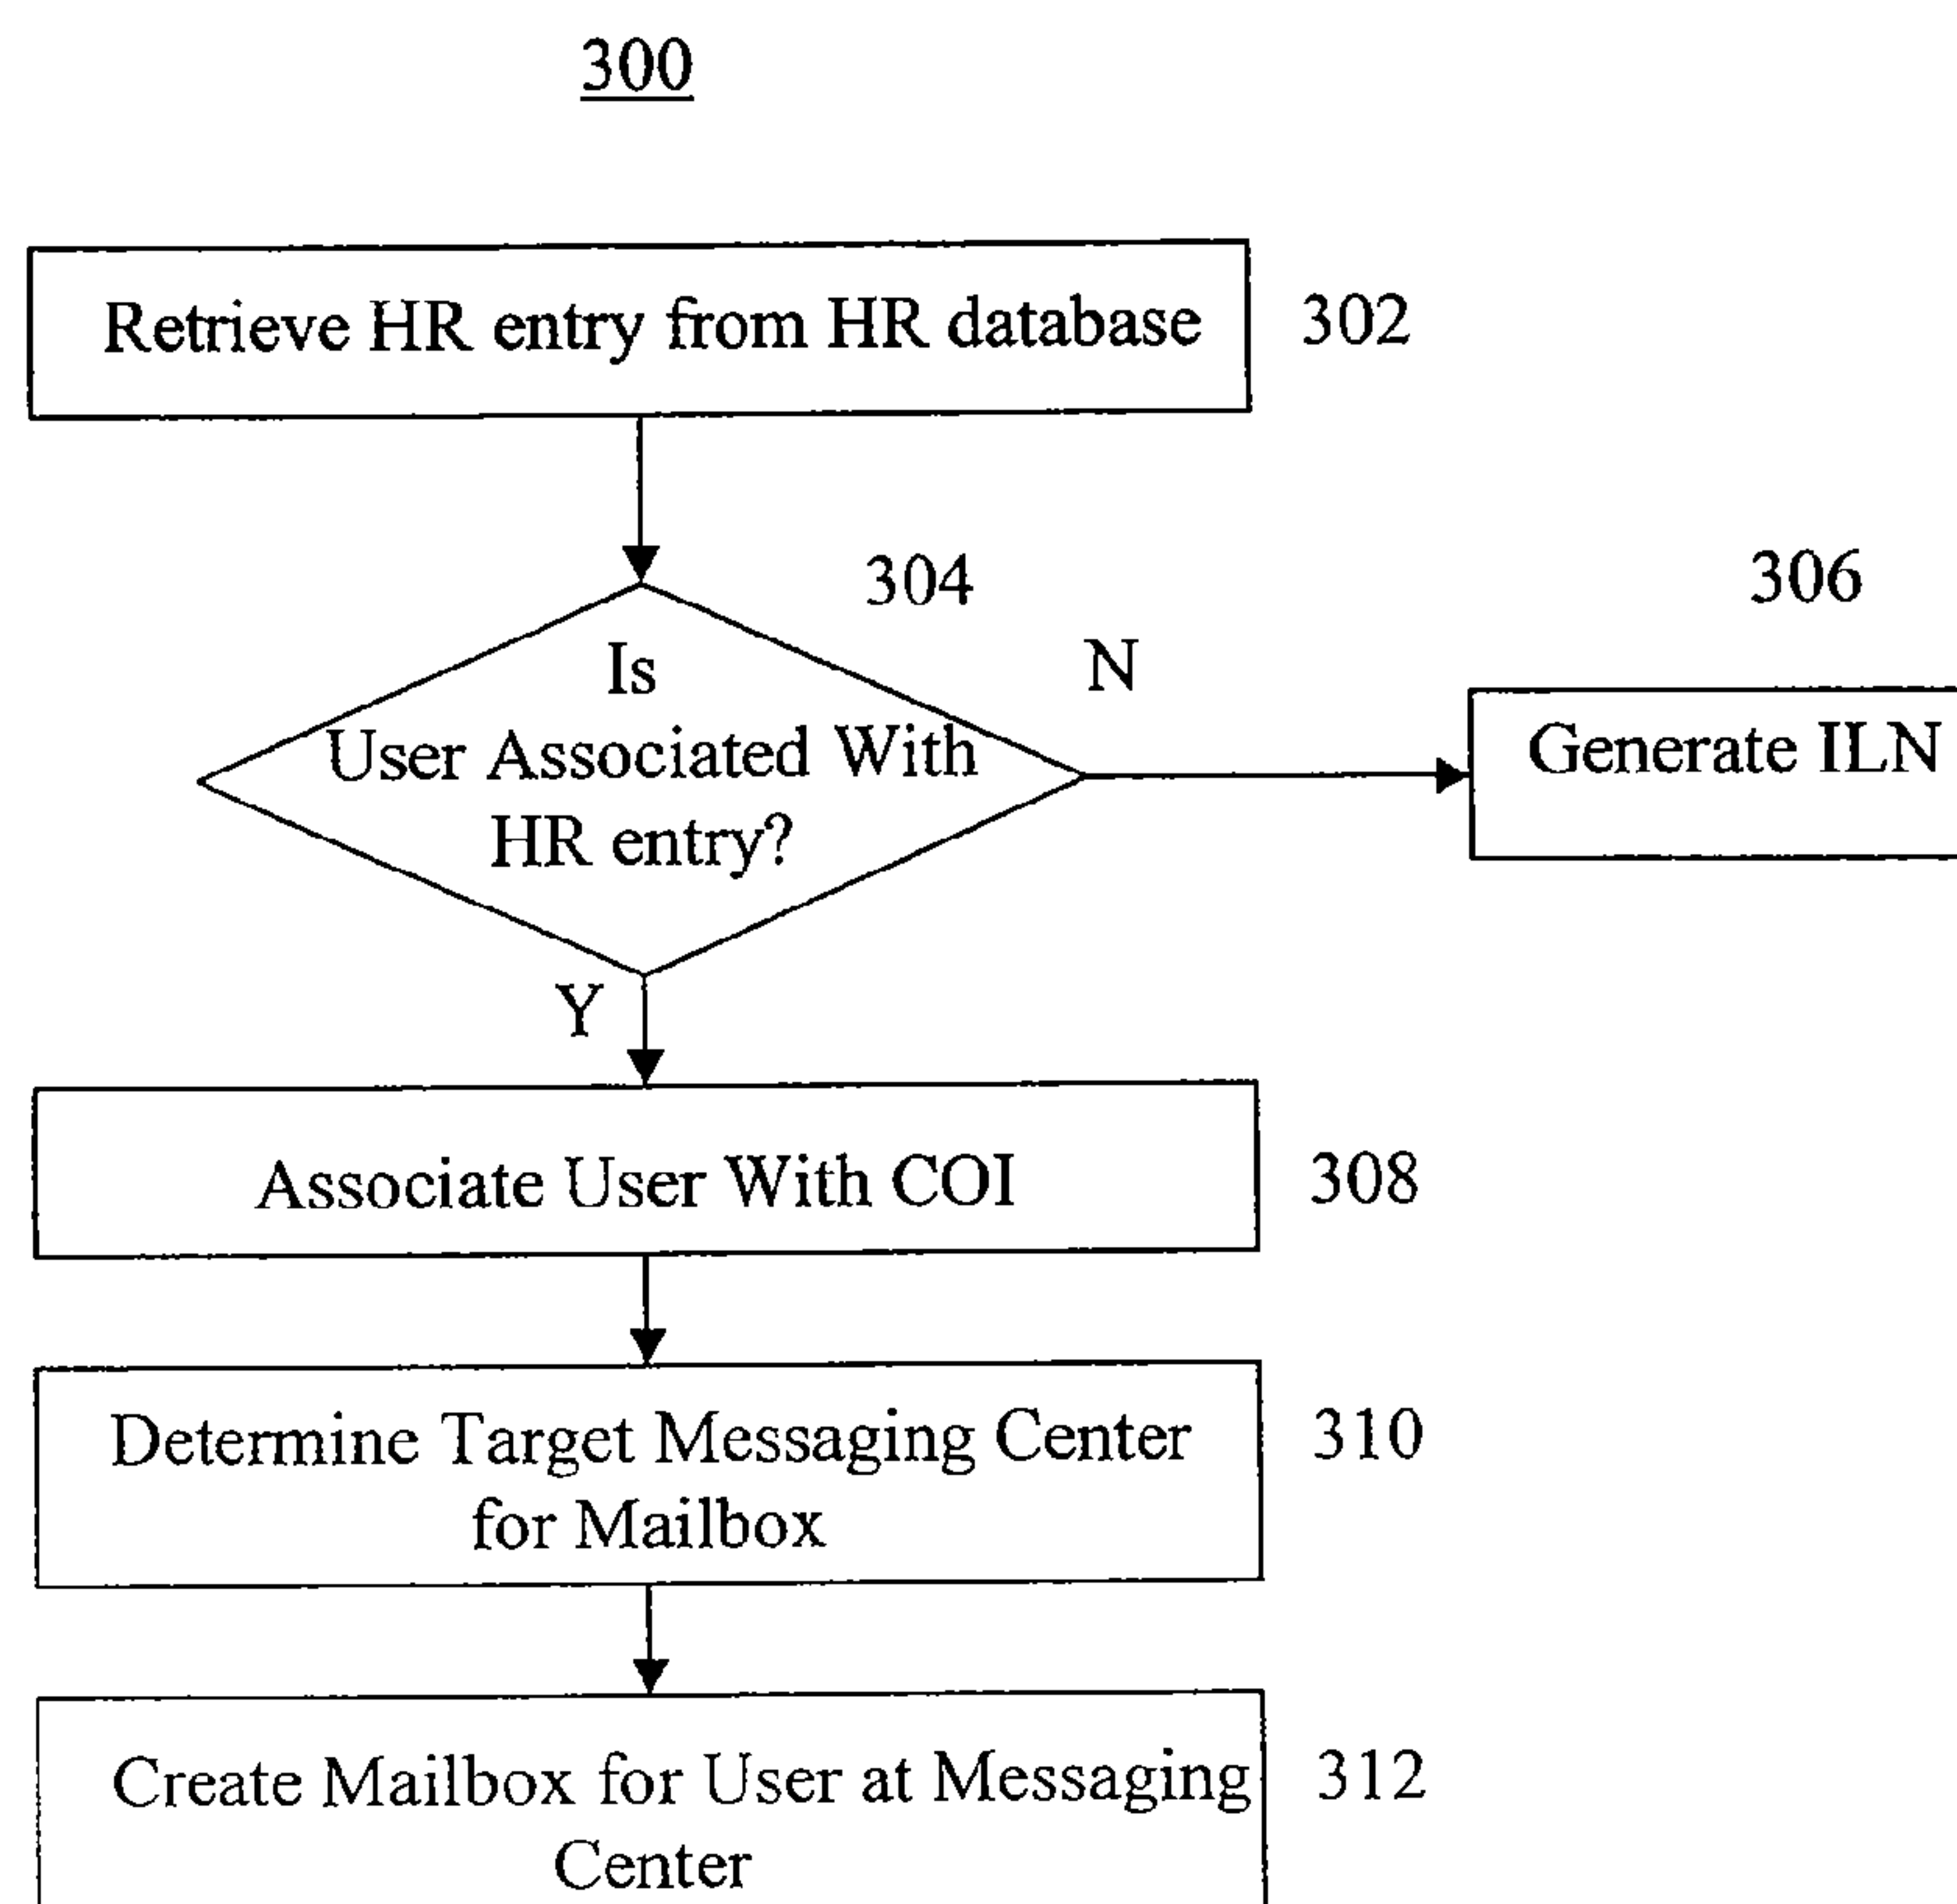 300
Retrieve HR entry from HR database
302
304
306
Is
N
User Associated With
Generate ILN
HR entry?
Y
Associate User With COI
308
Determine Target Messaging Center
310
for Mailbox
Create Mailbox for User at Messaging
312
Center